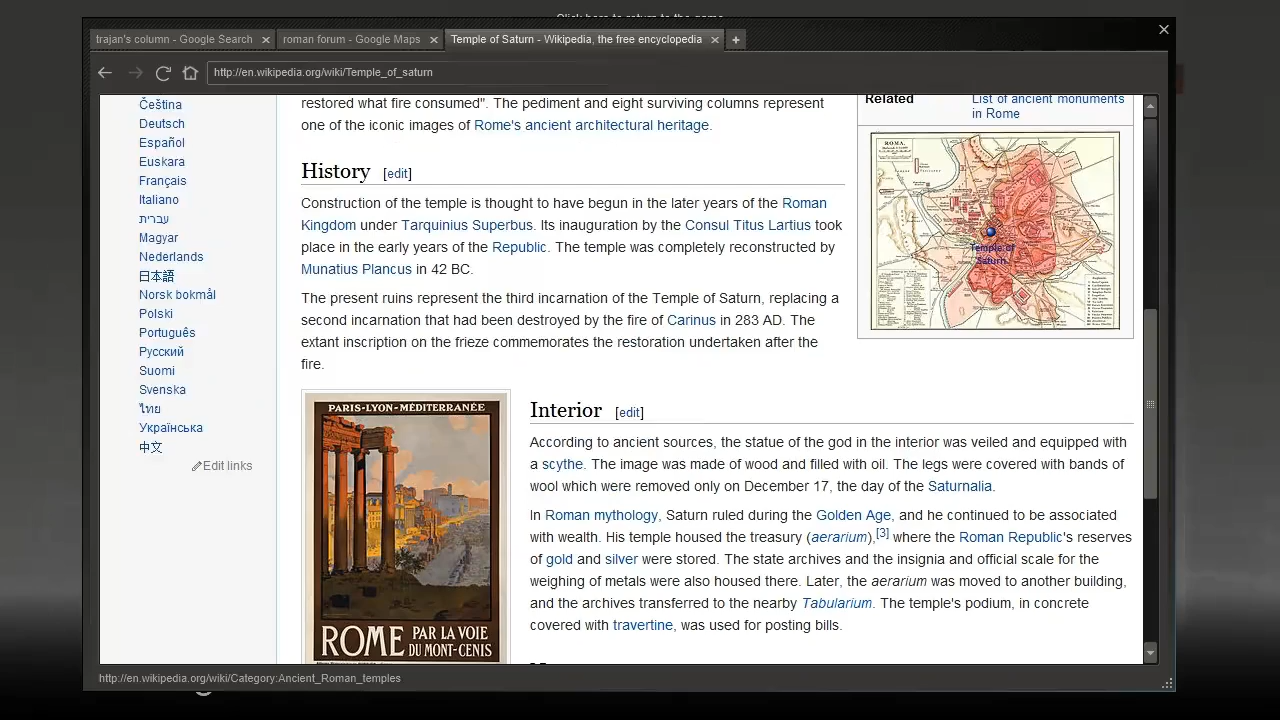 Click here to return to the game
trajan's column - Google Search
roman forum - Google Maps
Temple of Saturn - Wikipedia, the free encyclopedia
http://en.wikipedia.org/wiki/Temple_of_saturn
Čeština
Deutsch
Español
Euskara
Français
Italiano
עברית
Magyar
Nederlands
日本語
Norsk bokmål
Polski
Português
Русский
Suomi
Svenska
ไทย
Українська
中文
Edit links
restored what fire consumed". The pediment and eight surviving columns represent
one of the iconic images of Rome's ancient architectural heritage.
History [edit]
Construction of the temple is thought to have begun in the later years of the Roman
Kingdom under Tarquinius Superbus. Its inauguration by the Consul Titus Lartius took
place in the early years of the Republic. The temple was completely reconstructed by
Munatius Plancus in 42 BC.
The present ruins represent the third incarnation of the Temple of Saturn, replacing a
second incarnation that had been destroyed by the fire of Carinus in 283 AD. The
extant inscription on the frieze commemorates the restoration undertaken after the
fire.
Related
List of ancient monuments
in Rome
ROMA.
Temple of
Saturn
PARIS-LYON-MÉDITERRANÉE
ROME PAR LA VOIE
DU MONT-CENIS
Interior [edit]
According to ancient sources, the statue of the god in the interior was veiled and equipped with
a scythe. The image was made of wood and filled with oil. The legs were covered with bands of
wool which were removed only on December 17, the day of the Saturnalia.
In Roman mythology, Saturn ruled during the Golden Age, and he continued to be associated
with wealth. His temple housed the treasury (aerarium),[3] where the Roman Republic's reserves
of gold and silver were stored. The state archives and the insignia and official scale for the
weighing of metals were also housed there. Later, the aerarium was moved to another building,
and the archives transferred to the nearby Tabularium. The temple's podium, in concrete
covered with travertine, was used for posting bills.
http://en.wikipedia.org/wiki/Category:Ancient_Roman_temples